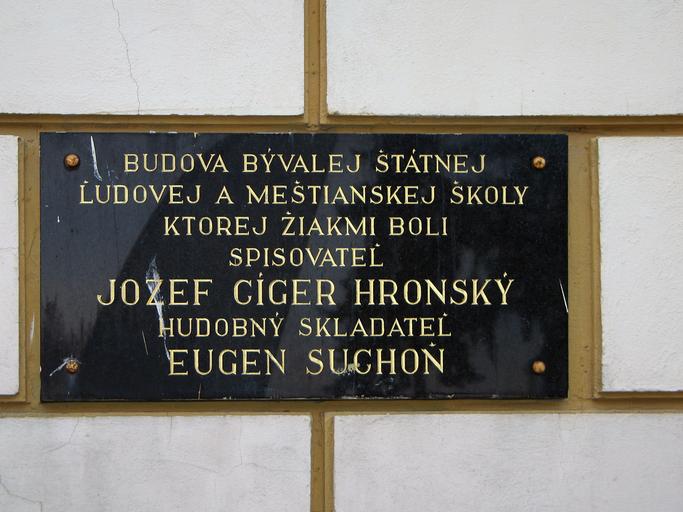 BUDOVA BÝVALEJ ŠTÁTNEJ
ĽUDOVEJ A MEŠTIANSKEJ ŠKOLY
KTOREJ ŽIAKMI BOLI
SPISOVATEĽ
JOZEF CÍGER HRONSKÝ
HUDOBNÝ SKLADATEĽ
EUGEN SUCHOŇ